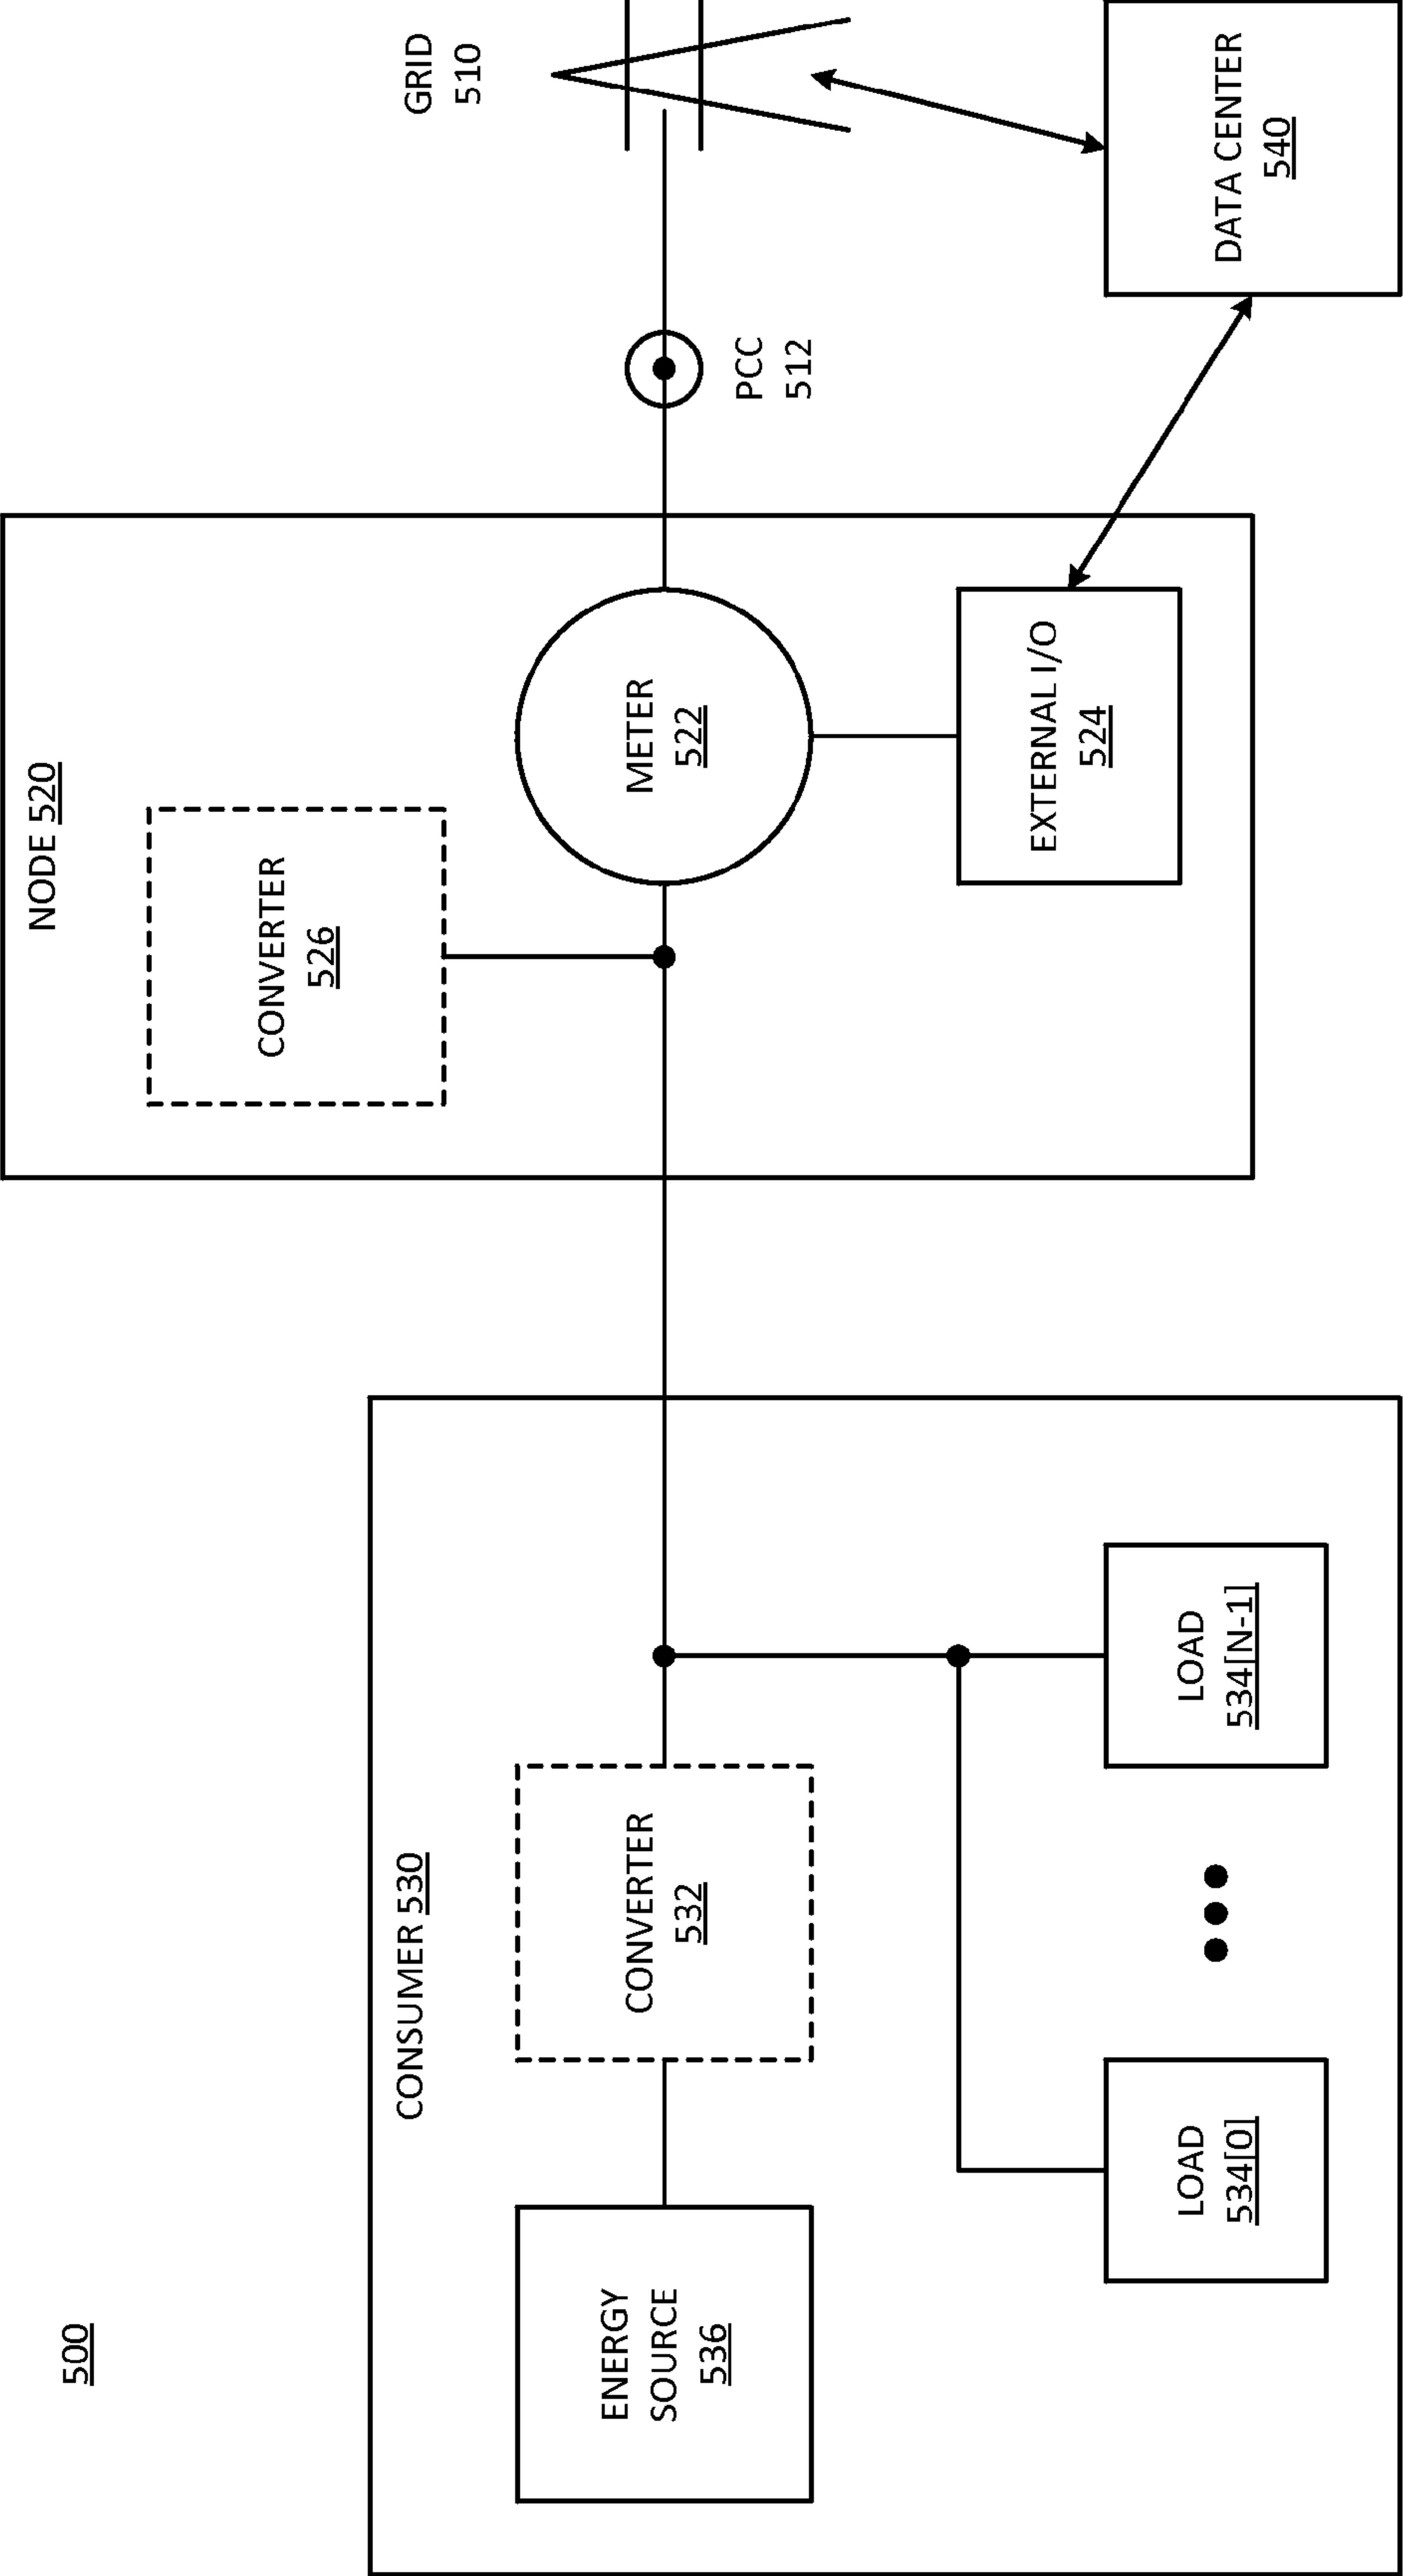 500
CONSUMER 530
ENERGY
SOURCE
536
CONVERTER
532
LOAD
534[0]
LOAD
534[N-1]
NODE 520
CONVERTER
526
METER
522
EXTERNAL I/O
524
PCC
512
GRID
510
DATA CENTER
540